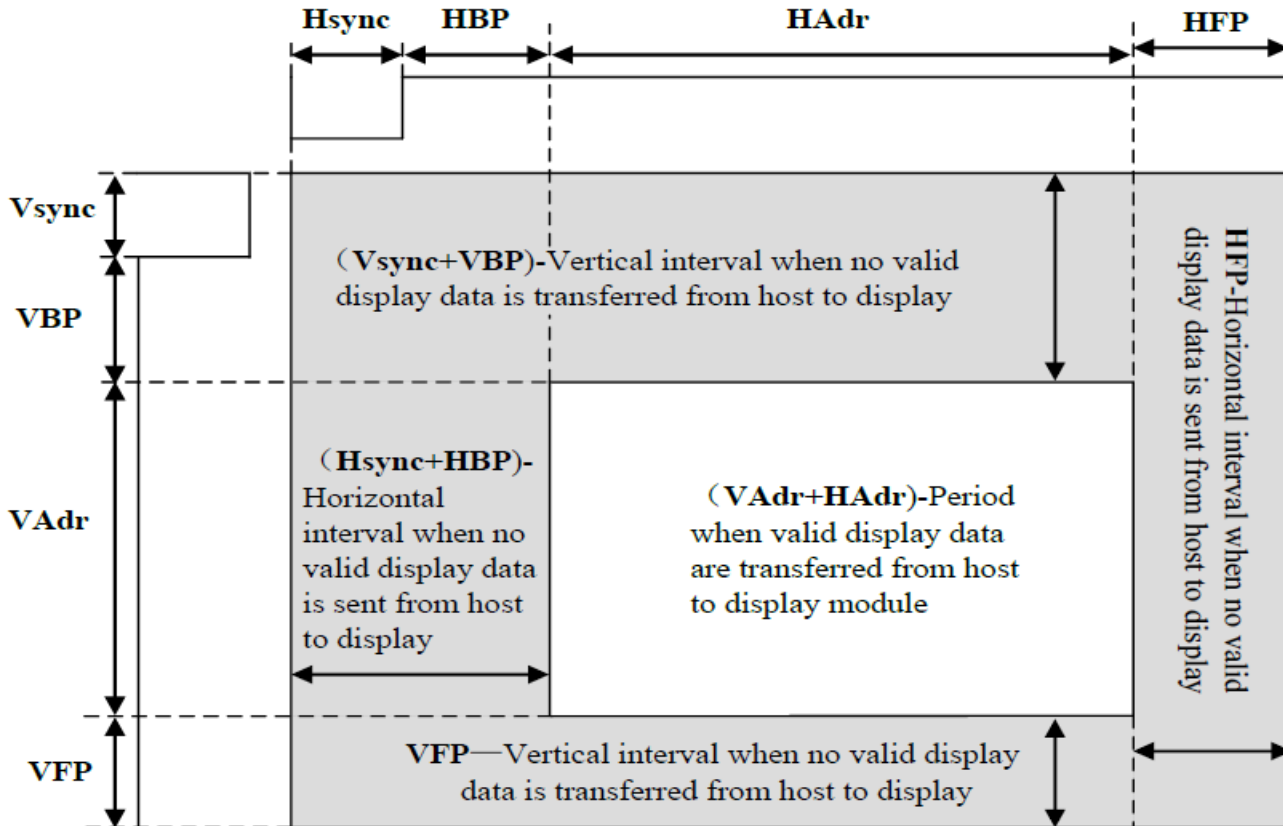 Hsync HBP HAdr HFP
Vsync
VBP
VAdr
VFP
（Vsync+VBP)-Vertical interval when no valid
display data is transferred from host to display
（Hsync+HBP)-
Horizontal
interval when no
valid display data
is sent from host
to display
（VAdr+HAdr)-Period
when valid display data
are transferred from host
to display module
HFP-Horizontal interval when no valid
display data is sent from host to display
VFP—Vertical interval when no valid display
data is transferred from host to display